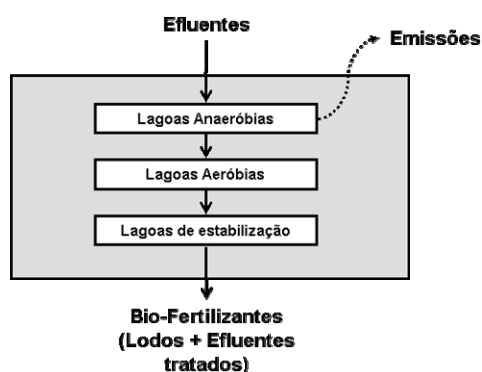 Efluentes
Emissões
Lagoas Anaeróbias
Lagoas Aeróbias
Lagoas de estabilização
Bio-Fertilizantes
(Lodos + Efluentes
tratados)